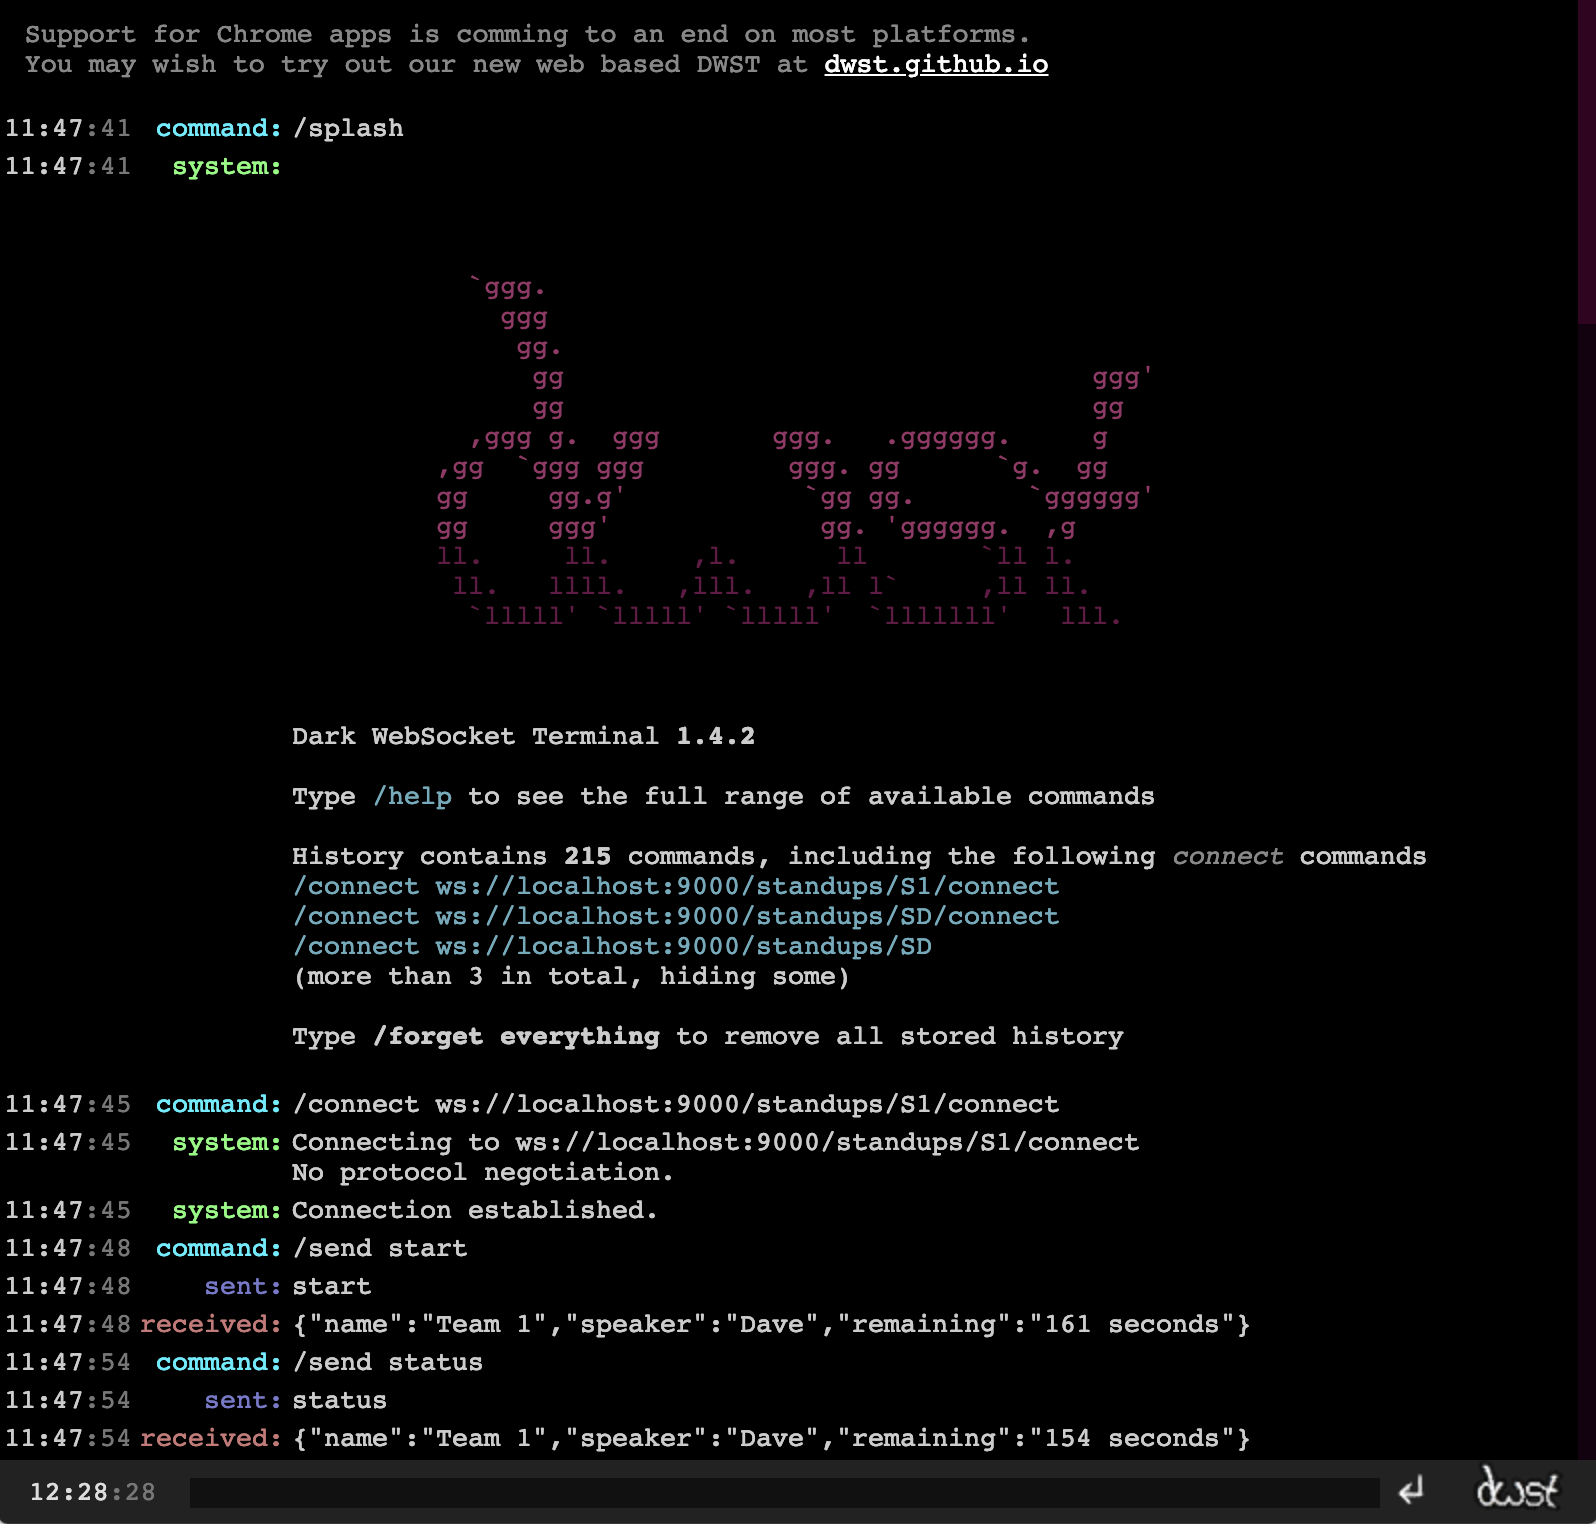 Support for Chrome apps is comming to an end on most platforms.
You may wish to try out our new web based DWST at dwst.github.io
11:47:41 command: /splash
11:47:41 system:
`ggg.
ggg
gg.
gg ggg'
gg gg
,ggg g. ggg ggg. .gggggg. g
,gg `ggg ggg ggg. gg `g. gg
gg gg.g' `gg gg. `gggggg'
gg ggg' gg. 'gggggg. ,g
ll. ll. ,l. ll `ll l.
ll. llll. ,lll. ,ll l` ,ll ll.
`lllll' `lllll' `lllll' `lllllll' lll.
Dark WebSocket Terminal 1.4.2
Type /help to see the full range of available commands
History contains 215 commands, including the following connect commands
/connect ws://localhost:9000/standups/S1/connect
/connect ws://localhost:9000/standups/SD/connect
/connect ws://localhost:9000/standups/SD
(more than 3 in total, hiding some)
Type /forget everything to remove all stored history
11:47:45 command: /connect ws://localhost:9000/standups/S1/connect
11:47:45 system: Connecting to ws://localhost:9000/standups/S1/connect
No protocol negotiation.
11:47:45 system: Connection established.
11:47:48 command: /send start
11:47:48 sent: start
11:47:48 received: {"name":"Team 1","speaker":"Dave","remaining":"161 seconds"}
11:47:54 command: /send status
11:47:54 sent: status
11:47:54 received: {"name":"Team 1","speaker":"Dave","remaining":"154 seconds"}
12:28:28 dwst